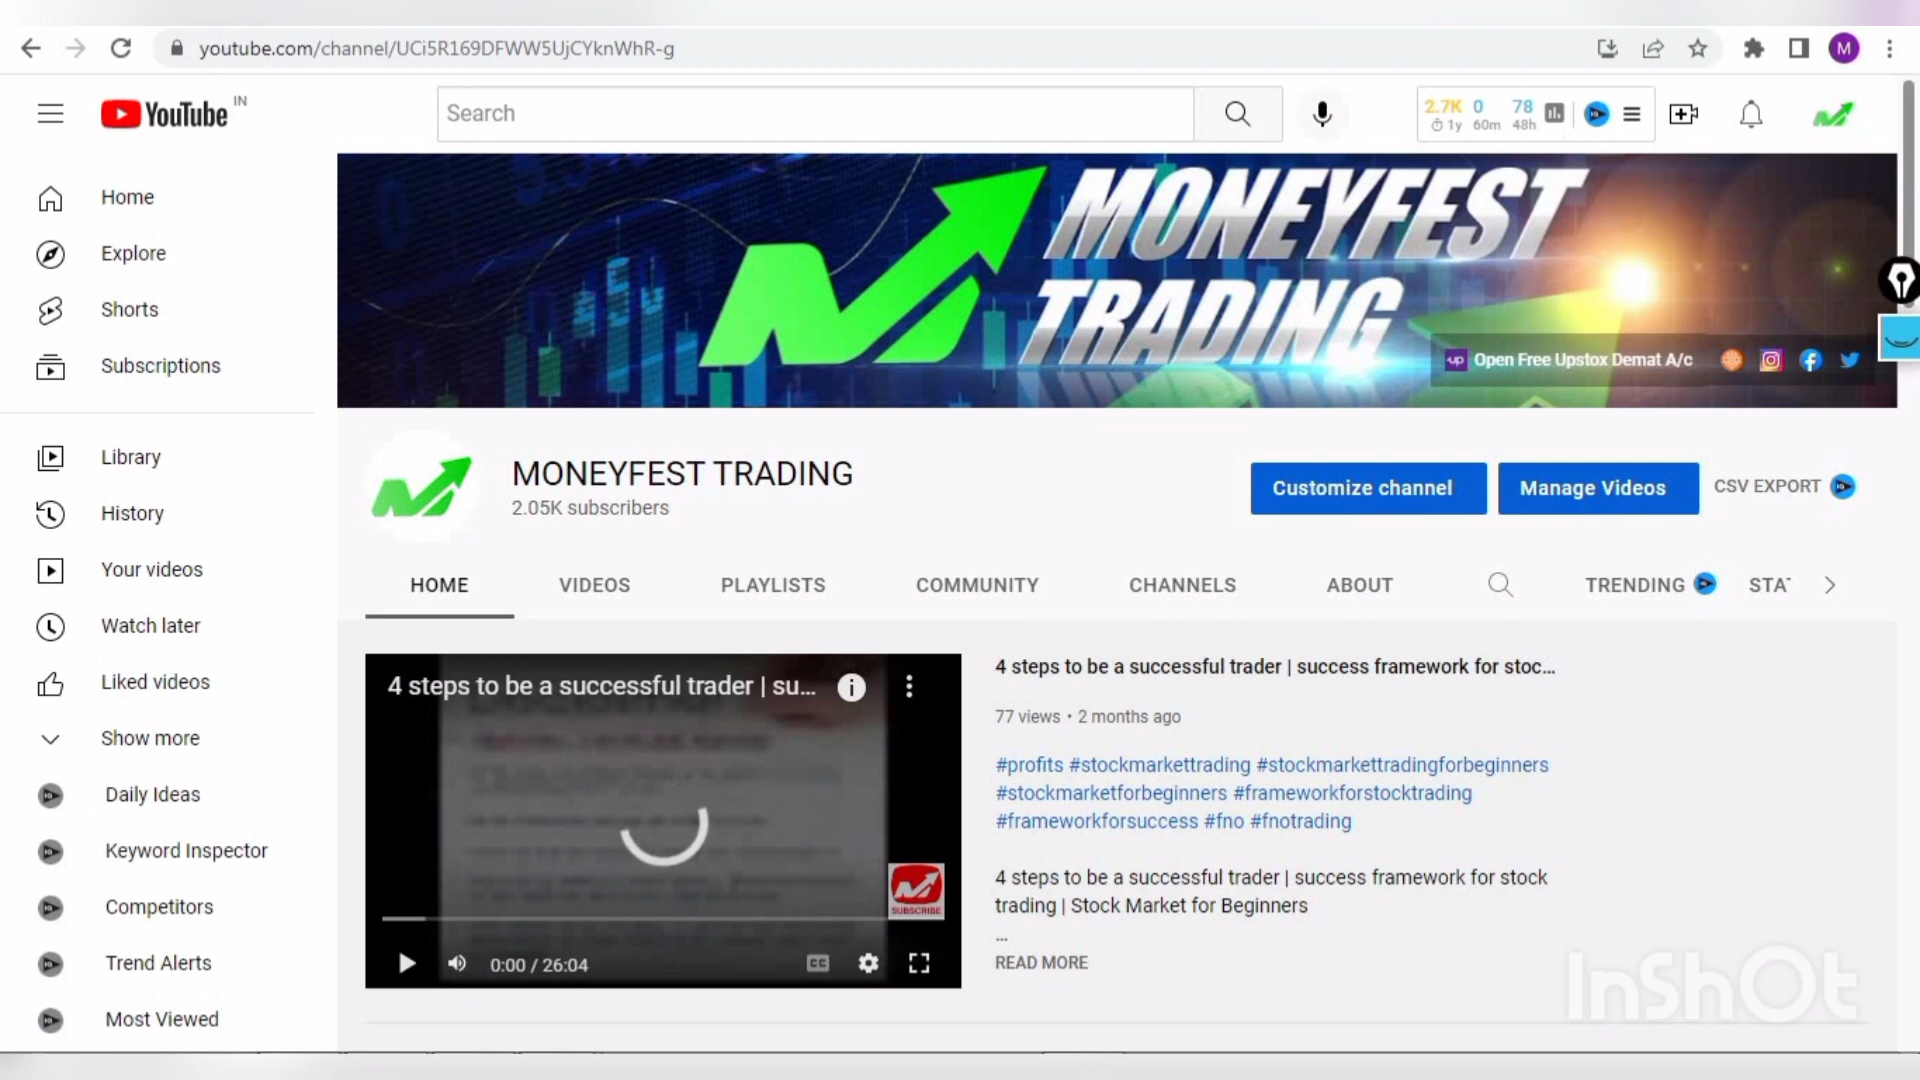 youtube.com/channel/UCi5R169DFWW5UjCYknWhR-g
M
YouTube IN
Search
2.7K 0 78
1y 60m 48h
Home
Explore
Shorts
Subscriptions
Library
History
Your videos
Watch later
Liked videos
Show more
Daily Ideas
Keyword Inspector
Competitors
Trend Alerts
Most Viewed
MONEYFEST
TRADING
up Open Free Upstox Demat A/c
MONEYFEST TRADING
2.05K subscribers
Customize channel
Manage Videos
CSV EXPORT
HOME VIDEOS PLAYLISTS COMMUNITY CHANNELS ABOUT TRENDING STAT
4 steps to be a successful trader | su...
SUBSCRIBE
0:00 / 26:04
CC
4 steps to be a successful trader | success framework for stoc...
77 views • 2 months ago
#profits #stockmarkettrading #stockmarkettradingforbeginners
#stockmarketforbeginners #frameworkforstocktrading
#frameworkforsuccess #fno #fnotrading
4 steps to be a successful trader | success framework for stock
trading | Stock Market for Beginners
...
READ MORE
InShOt